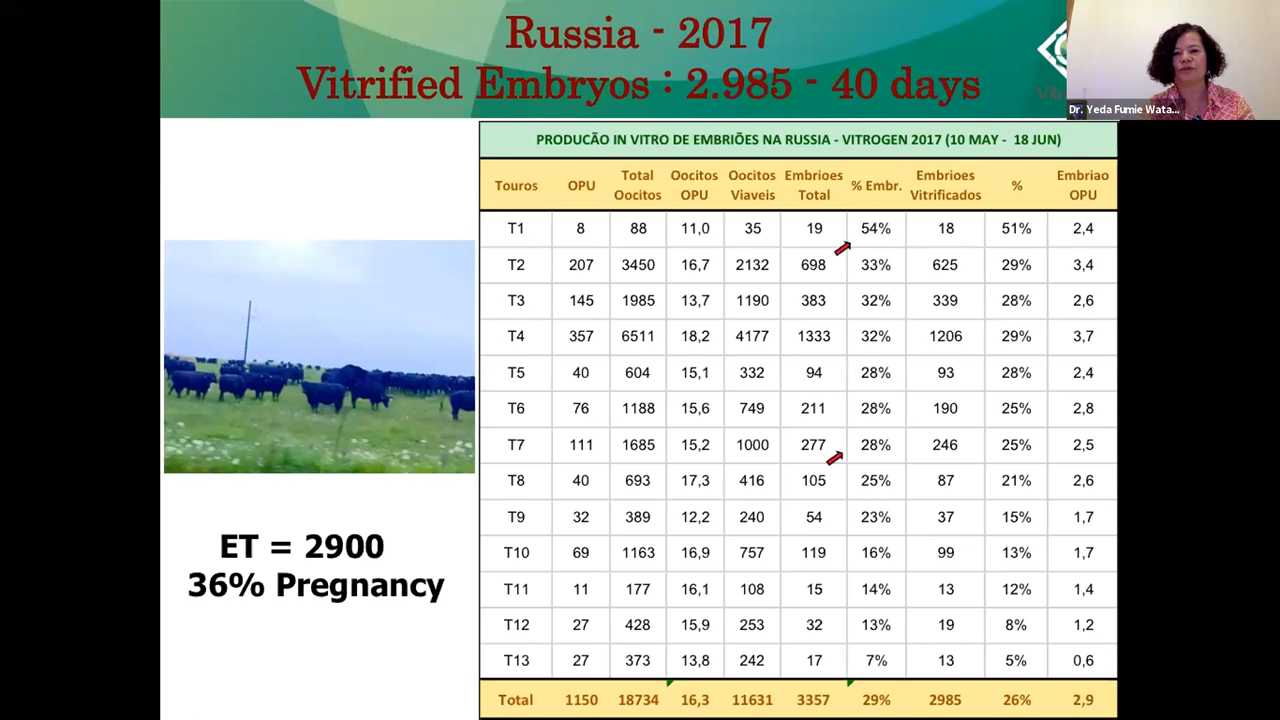 Russia - 2017
Vitrified Embryos : 2.985 - 40 days
Dr. Yeda Fumie Wata...
PRODUCÃO IN VITRO DE EMBRIÕES NA RUSSIA - VITROGEN 2017 (10 MAY - 18 JUN)
Touros OPU Total Oocitos Oocitos OPU Oocitos Viaveis Embrioes Total % Embr. Embrioes Vitrificados % Embriao OPU
T1 8 88 11,0 35 19 54% 18 51% 2,4
T2 207 3450 16,7 2132 698 33% 625 29% 3,4
T3 145 1985 13,7 1190 383 32% 339 28% 2,6
T4 357 6511 18,2 4177 1333 32% 1206 29% 3,7
T5 40 604 15,1 332 94 28% 93 28% 2,4
T6 76 1188 15,6 749 211 28% 190 25% 2,8
T7 111 1685 15,2 1000 277 28% 246 25% 2,5
T8 40 693 17,3 416 105 25% 87 21% 2,6
T9 32 389 12,2 240 54 23% 37 15% 1,7
T10 69 1163 16,9 757 119 16% 99 13% 1,7
T11 11 177 16,1 108 15 14% 13 12% 1,4
T12 27 428 15,9 253 32 13% 19 8% 1,2
T13 27 373 13,8 242 17 7% 13 5% 0,6
Total 1150 18734 16,3 11631 3357 29% 2985 26% 2,9
ET = 2900
36% Pregnancy